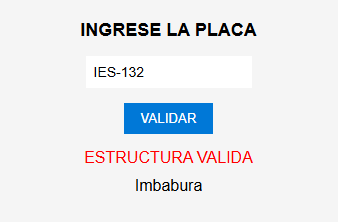 INGRESE LA PLACA
IES-132
VALIDAR
ESTRUCTURA VALIDA
Imbabura